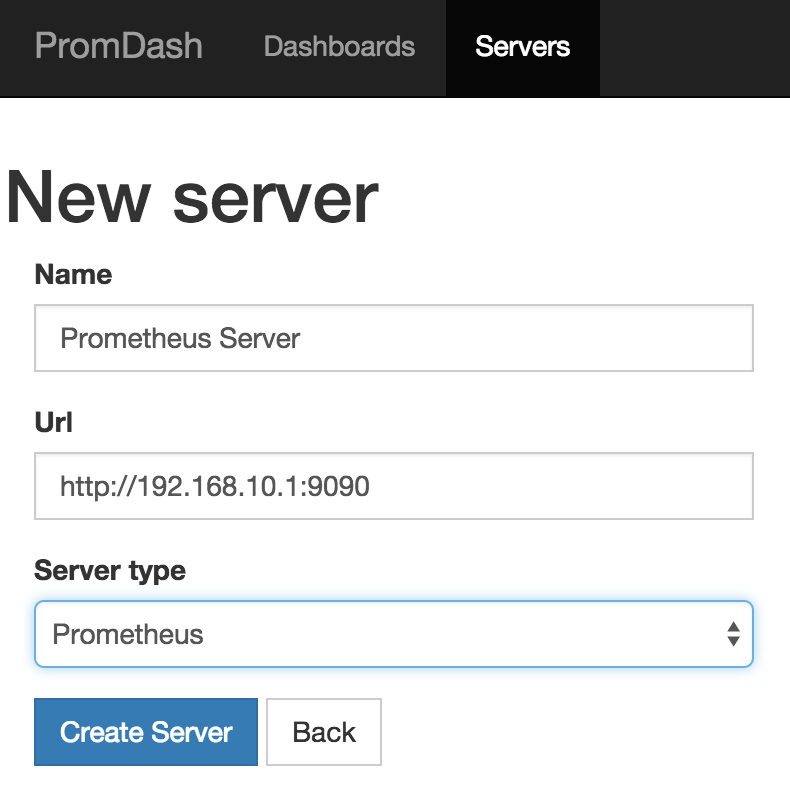 PromDash Dashboards Servers
New server
Name
Prometheus Server
Url
http://192.168.10.1:9090
Server type
Prometheus
Create Server Back